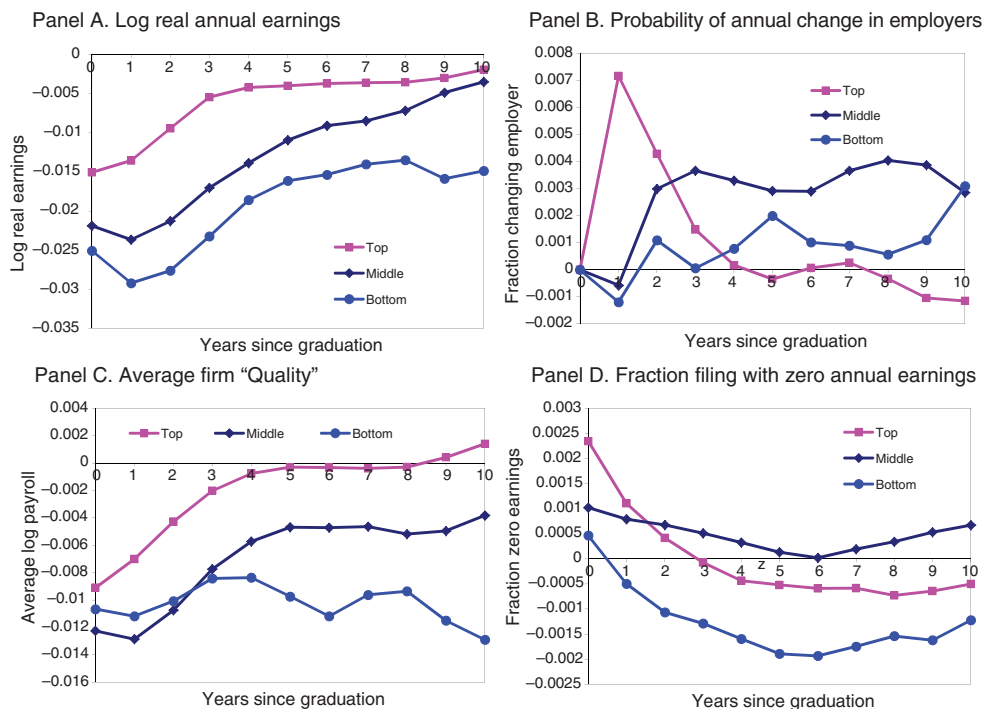 Panel A. Log real annual earnings
0
−0.005
−0.01
−0.015
−0.02
−0.025
−0.03
−0.035
0 1 2 3 4 5 6 7 8 9 10
Log real earnings
Top
Middle
Bottom
Years since graduation
Panel B. Probability of annual change in employers
0.008
0.007
0.006
0.005
0.004
0.003
0.002
0.001
0
−0.001
−0.002
0 1 2 3 4 5 6 7 8 9 10
Fraction changing employer
Top
Middle
Bottom
Years since graduation
Panel C. Average firm “Quality”
0.004
0.002
0
−0.002
−0.004
−0.006
−0.008
−0.01
−0.012
−0.014
−0.016
0 1 2 3 4 5 6 7 8 9 10
Average log payroll
Top Middle Bottom
Years since graduation
Panel D. Fraction filing with zero annual earnings
0.003
0.0025
0.002
0.0015
0.001
0.0005
0
−0.0005
−0.001
−0.0015
−0.002
−0.0025
0 1 2 3 4 z 5 6 7 8 9 10
Fraction zero earnings
Top
Middle
Bottom
Years since graduation